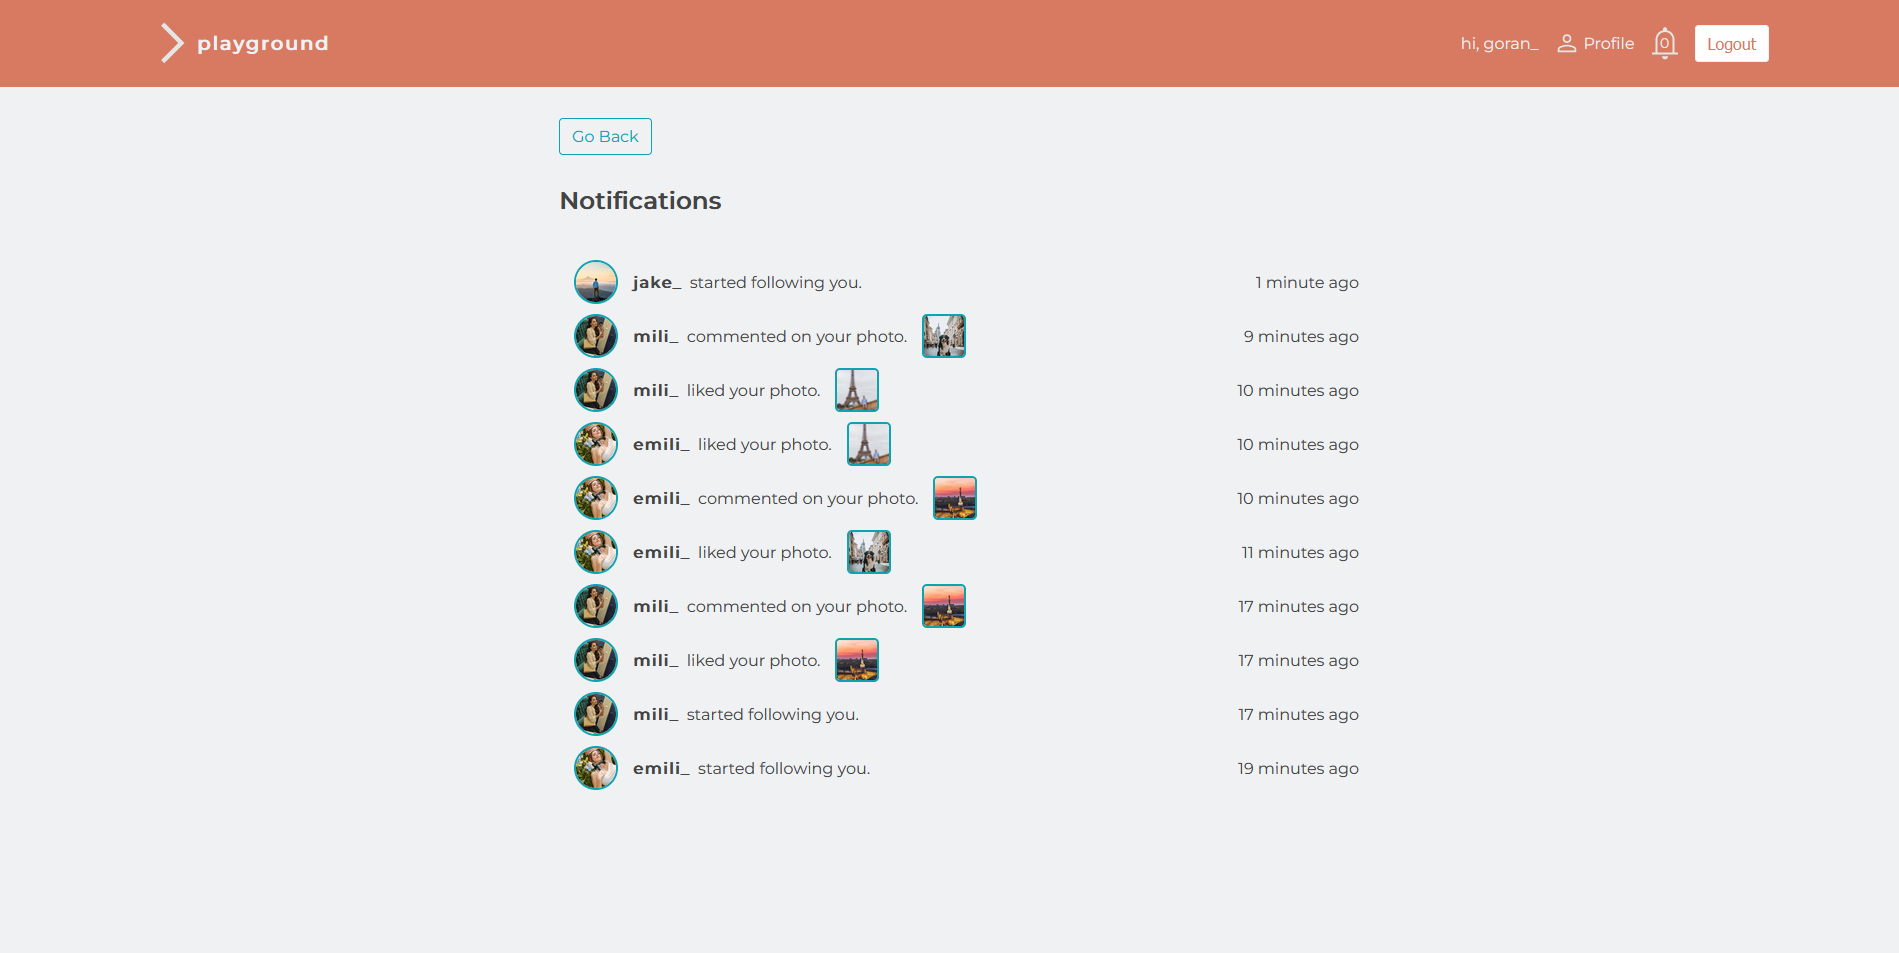 playground
hi, goran_ Profile 0 Logout
Go Back
Notifications
jake_ started following you. 1 minute ago
mili_ commented on your photo. 9 minutes ago
mili_ liked your photo. 10 minutes ago
emili_ liked your photo. 10 minutes ago
emili_ commented on your photo. 10 minutes ago
emili_ liked your photo. 11 minutes ago
mili_ commented on your photo. 17 minutes ago
mili_ liked your photo. 17 minutes ago
mili_ started following you. 17 minutes ago
emili_ started following you. 19 minutes ago